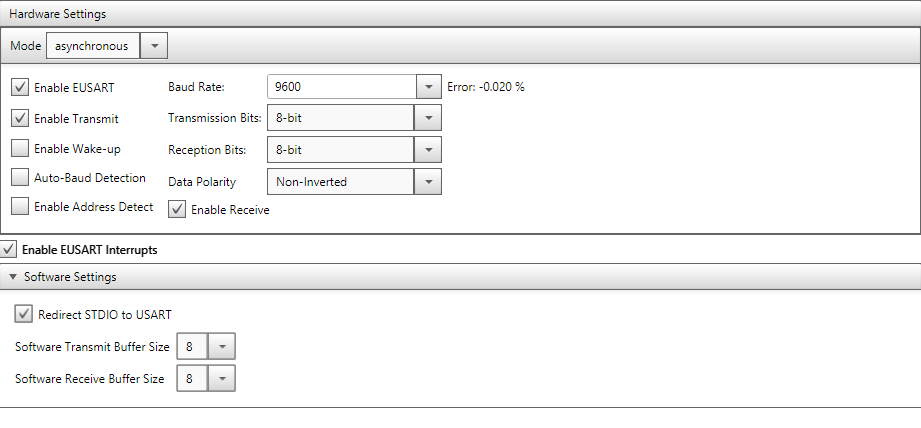 Hardware Settings
Mode asynchronous
Enable EUSART Baud Rate: 9600 Error: -0.020 %
Enable Transmit Transmission Bits: 8-bit
Enable Wake-up Reception Bits: 8-bit
Auto-Baud Detection Data Polarity Non-Inverted
Enable Address Detect Enable Receive
Enable EUSART Interrupts
Software Settings
Redirect STDIO to USART
Software Transmit Buffer Size 8
Software Receive Buffer Size 8